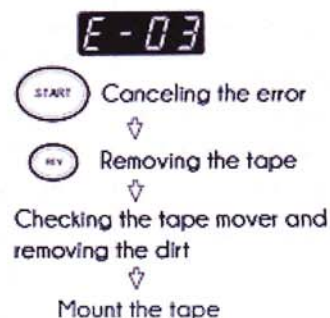 E-03
START Canceling the error
REV Removing the tape
Checking the tape mover and
removing the dirt
Mount the tape